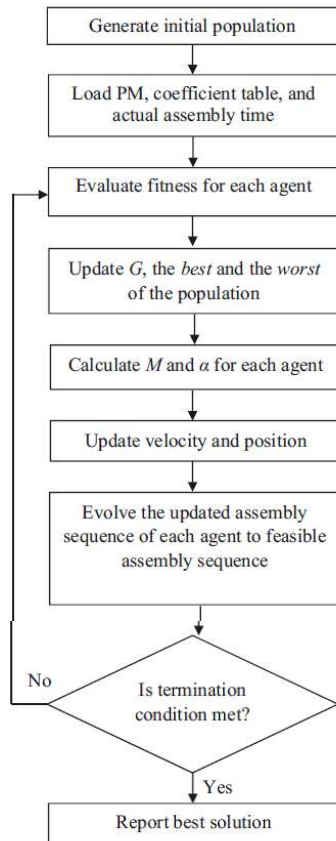 Generate initial population
Load PM, coefficient table, and
actual assembly time
Evaluate fitness for each agent
Update G, the best and the worst
of the population
Calculate M and α for each agent
Update velocity and position
Evolve the updated assembly
sequence of each agent to feasible
assembly sequence
No
Is termination
condition met?
Yes
Report best solution